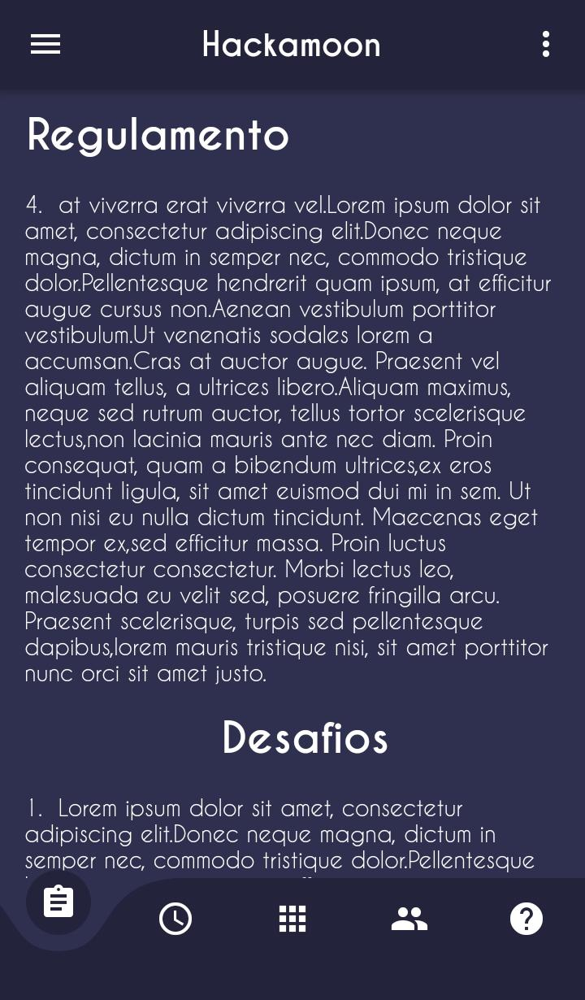 Hackamoon
Regulamento
4. at viverra erat viverra vel.Lorem ipsum dolor sit
amet, consectetur adipiscing elit.Donec neque
magna, dictum in semper nec, commodo tristique
dolor.Pellentesque hendrerit quam ipsum, at efficitur
augue cursus non.Aenean vestibulum porttitor
vestibulum.Ut venenatis sodales lorem a
accumsan.Cras at auctor augue. Praesent vel
aliquam tellus, a ultrices libero.Aliquam maximus,
neque sed rutrum auctor, tellus tortor scelerisque
lectus,non lacinia mauris ante nec diam. Proin
consequat, quam a bibendum ultrices,ex eros
tincidunt ligula, sit amet euismod dui mi in sem. Ut
non nisi eu nulla dictum tincidunt. Maecenas eget
tempor ex,sed efficitur massa. Proin luctus
consectetur consectetur. Morbi lectus leo,
malesuada eu velit sed, posuere fringilla arcu.
Praesent scelerisque, turpis sed pellentesque
dapibus,lorem mauris tristique nisi, sit amet porttitor
nunc orci sit amet justo.
Desafios
1. Lorem ipsum dolor sit amet, consectetur
adipiscing elit.Donec neque magna, dictum in
semper nec, commodo tristique dolor.Pellentesque